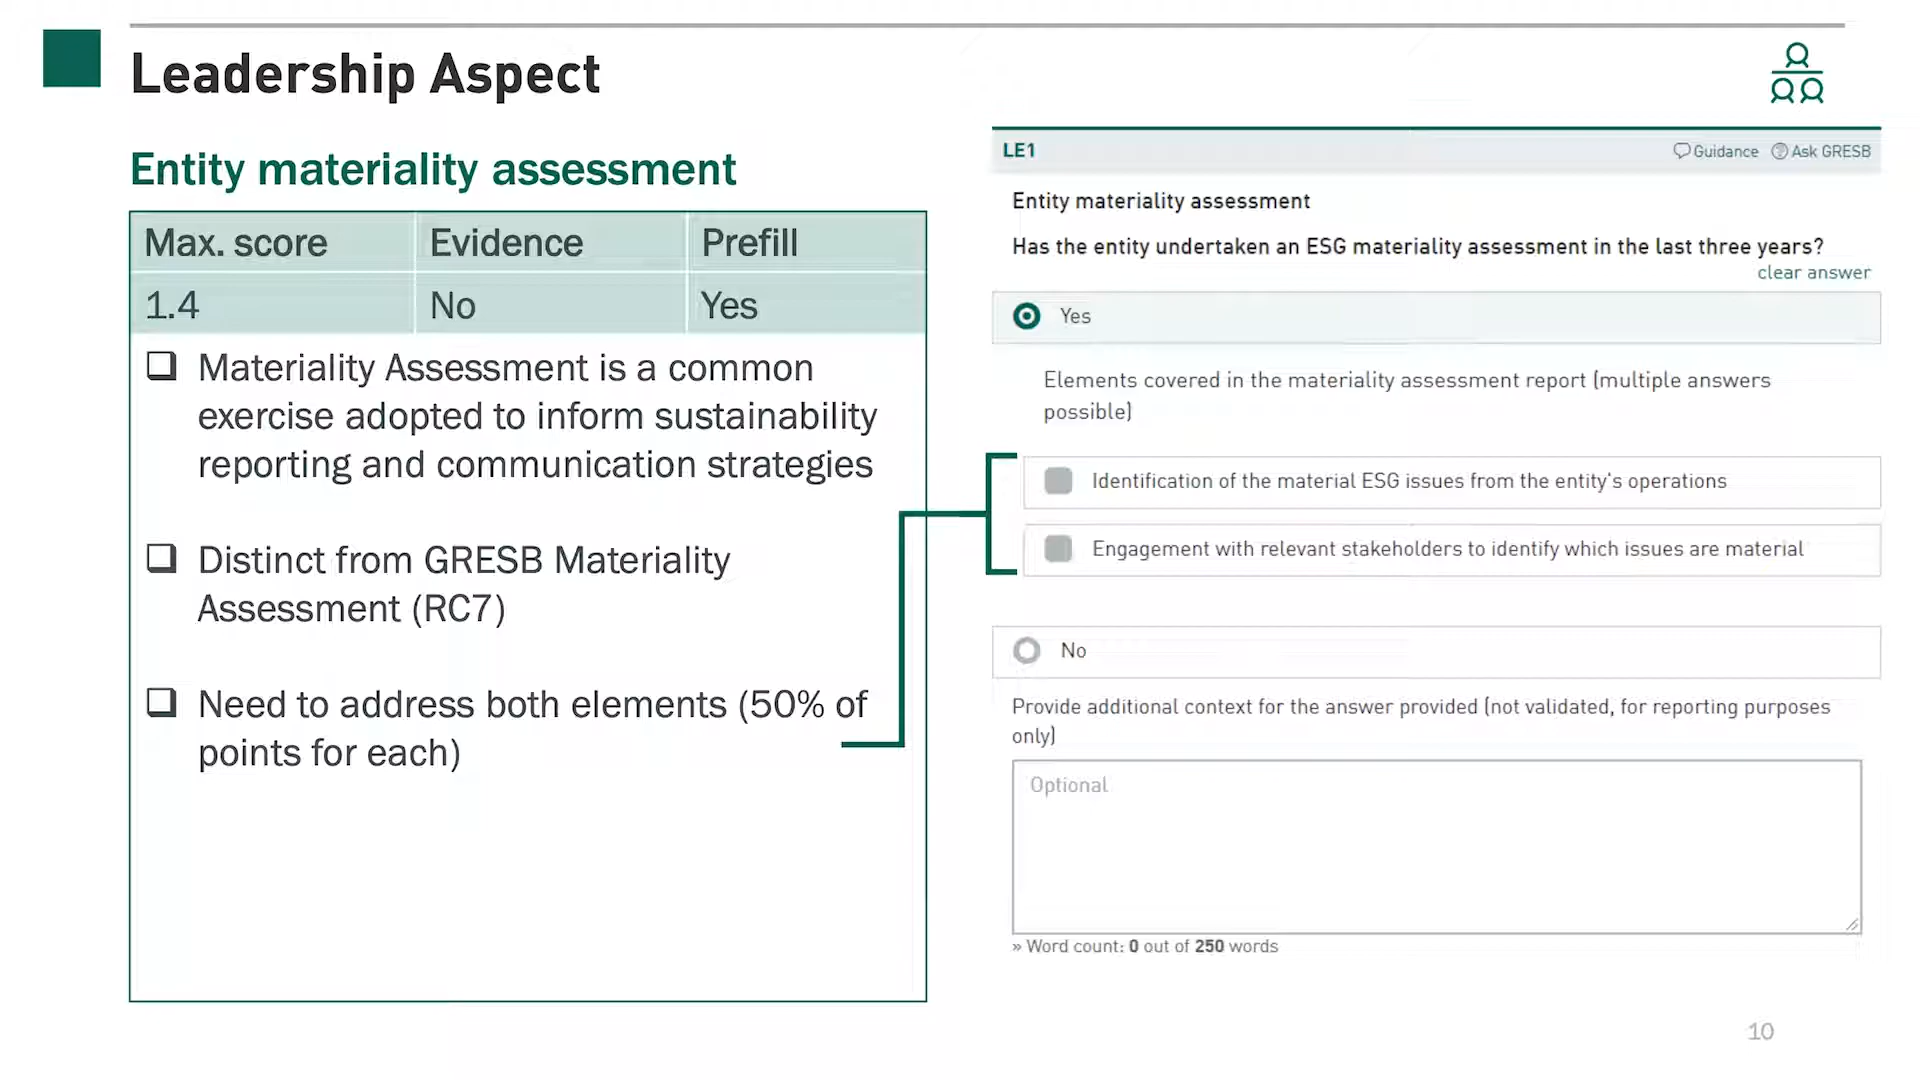 Leadership Aspect
Entity materiality assessment
Max. score Evidence Prefill
1.4 No Yes
Materiality Assessment is a common
exercise adopted to inform sustainability
reporting and communication strategies
Distinct from GRESB Materiality
Assessment (RC7)
Need to address both elements (50% of
points for each)
LE1 Guidance Ask GRESB
Entity materiality assessment
Has the entity undertaken an ESG materiality assessment in the last three years?
clear answer
Yes
Elements covered in the materiality assessment report (multiple answers
possible)
Identification of the material ESG issues from the entity's operations
Engagement with relevant stakeholders to identify which issues are material
No
Provide additional context for the answer provided (not validated, for reporting purposes
only)
Optional
» Word count: 0 out of 250 words
10